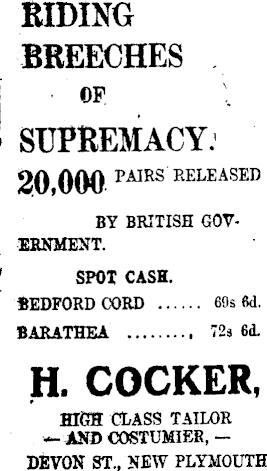 RIDING
BREECHES
OF
SUPREMACY.
20,000 PAIRS RELEASED
BY BRITISH GOV-
ERNMENT.
SPOT CASH.
BEDFORD CORD ...... 69s 6d.
BARATHEA ........, 72s 6d.
H. COCKER,
HIGH CLASS TAILOR
— AND COSTUMIER, —
DEVON ST., NEW PLYMOUTH